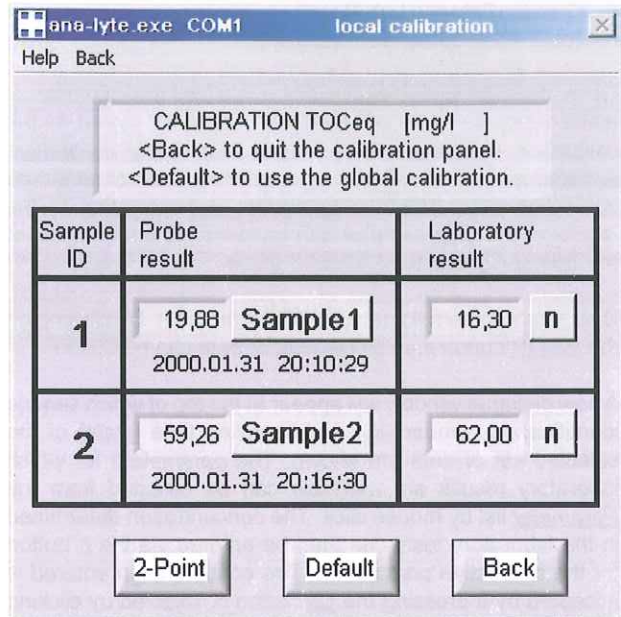 ana-lyte.exe COM1 local calibration
Help Back
CALIBRATION TOCeq [mg/l ]
<Back> to quit the calibration panel.
<Default> to use the global calibration.
Sample ID Probe result Laboratory result
1 19,88 Sample1 16,30 n
2000.01.31 20:10:29
2 59,26 Sample2 62,00 n
2000.01.31 20:16:30
2-Point Default Back